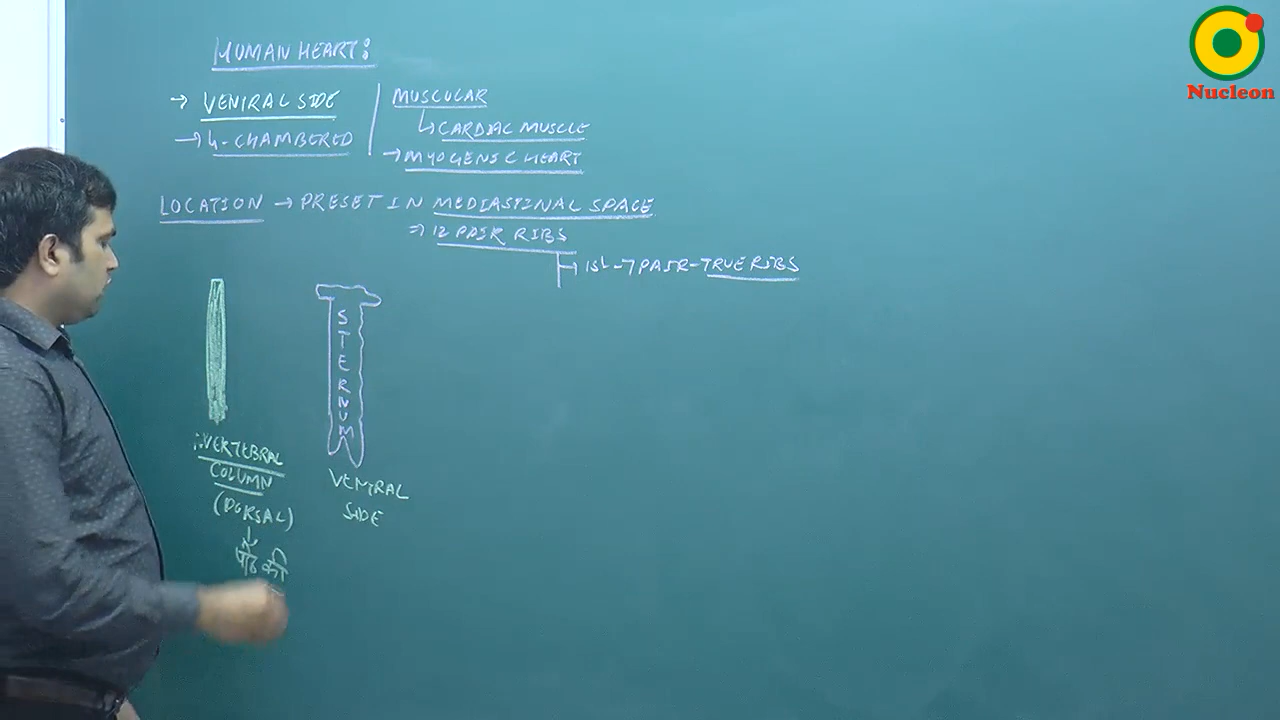 HUMAN HEART:
→ VENTRAL SIDE
→ 4-CHAMBERED
MUSCULAR
↳ CARDIAC MUSCLE
→ MYOGENIC HEART
LOCATION → PRESET IN MEDIASTINAL SPACE
⇒ 12 PAIR RIBS
→ 1st-7 PAIR-TRUE RIBS
STERNUM
VERTEBRAL
COLUMN
(DORSAL)
↓
पीठ की
VENTRAL
SIDE
Nucleon